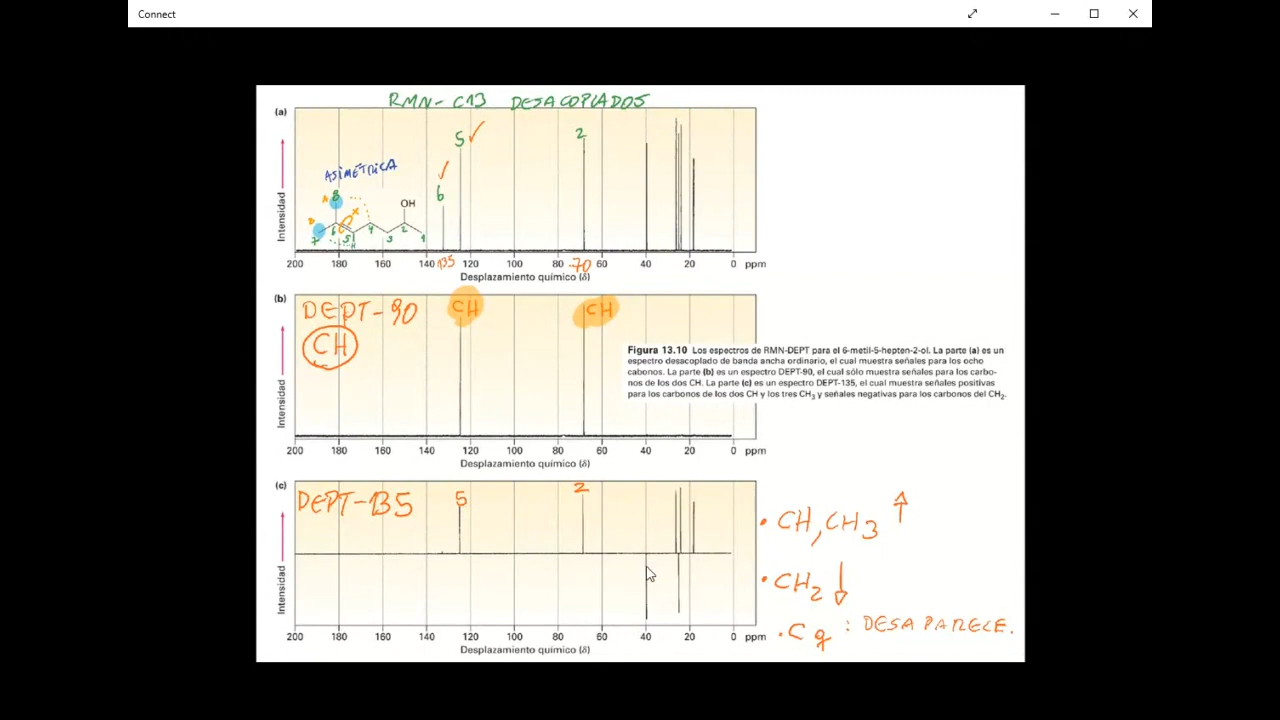 Connect
RMN- C13 DESACOPLADOS
(a)
Intensidad
ASIMÉTRICA
5
2
6
A
8
OH
B
7
6
5
H
4
3
2
1
X
200 180 160 140 135 120 100 80 70 60 40 20 0 ppm
Desplazamiento químico (δ)
(b)
Intensidad
DEPT-90
CH
CH
CH
200 180 160 140 120 100 80 60 40 20 0 ppm
Desplazamiento químico (δ)
Figura 13.10 Los espectros de RMN-DEPT para el 6-metil-5-hepten-2-ol. La parte (a) es un
espectro desacoplado de banda ancha ordinario, el cual muestra señales para los ocho
cabonos. La parte (b) es un espectro DEPT-90, el cual sólo muestra señales para los carbo-
nos de los dos CH. La parte (c) es un espectro DEPT-135, el cual muestra señales positivas
para los carbonos de los dos CH y los tres CH₃ y señales negativas para los carbonos del CH₂.
(c)
Intensidad
DEPT-135
5
2
200 180 160 140 120 100 80 60 40 20 0 ppm
Desplazamiento químico (δ)
• CH, CH3 ↑
• CH2 ↓
• Cq : DESAPARECE.